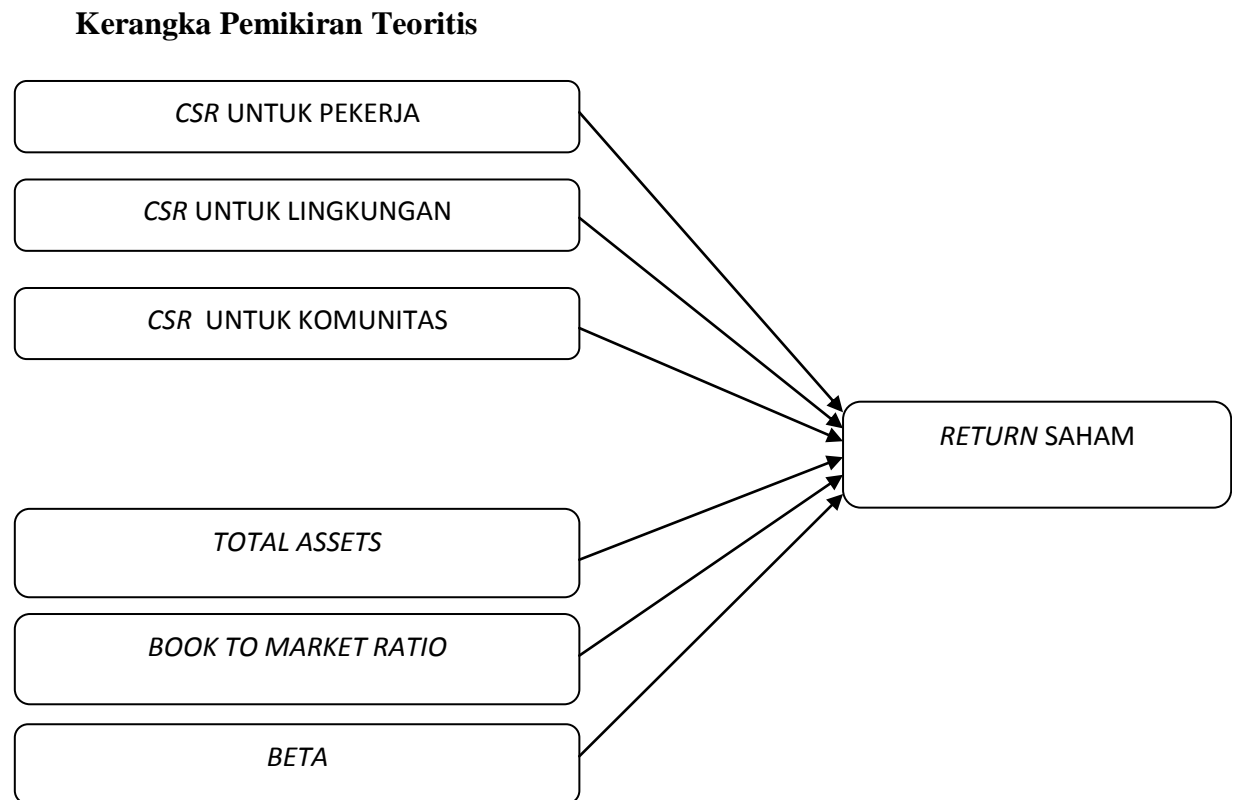 Kerangka Pemikiran Teoritis
CSR UNTUK PEKERJA
CSR UNTUK LINGKUNGAN
CSR UNTUK KOMUNITAS
RETURN SAHAM
TOTAL ASSETS
BOOK TO MARKET RATIO
BETA